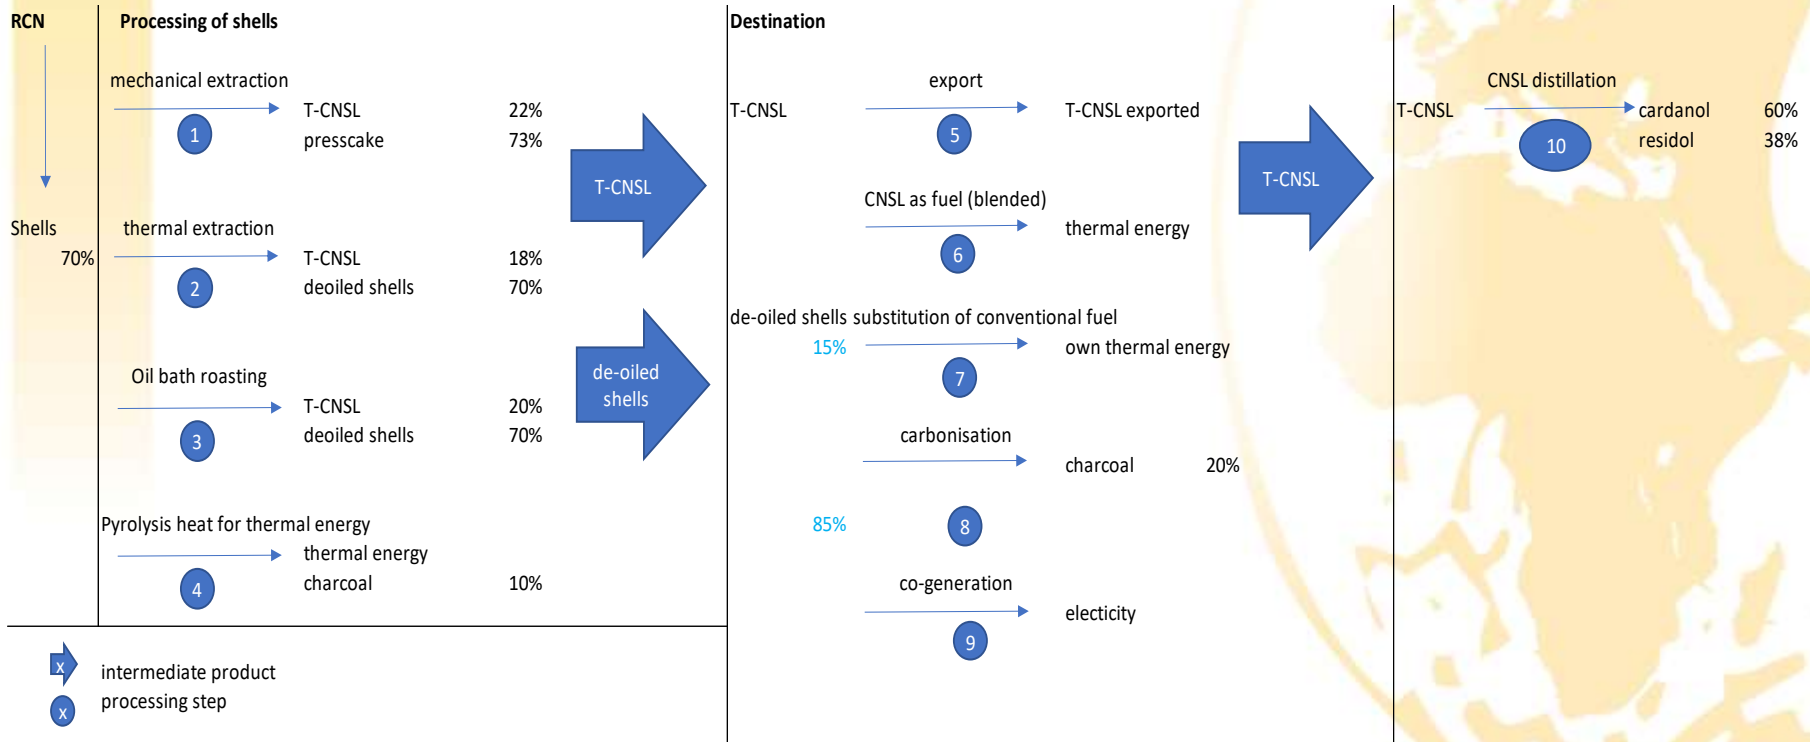 RCN
Processing of shells
mechanical extraction
T-CNSL 22%
1
presscake 73%
Shells
70%
thermal extraction
T-CNSL 18%
2
deoiled shells 70%
Oil bath roasting
T-CNSL 20%
3
deoiled shells 70%
Pyrolysis heat for thermal energy
thermal energy
4
charcoal 10%
T-CNSL
de-oiled
shells
Destination
export
T-CNSL T-CNSL exported
5
CNSL as fuel (blended)
thermal energy
6
de-oiled shells substitution of conventional fuel
15% own thermal energy
7
carbonisation
charcoal 20%
85% 8
co-generation
electicity
9
T-CNSL
CNSL distillation
T-CNSL cardanol 60%
10 residol 38%
x intermediate product
x processing step